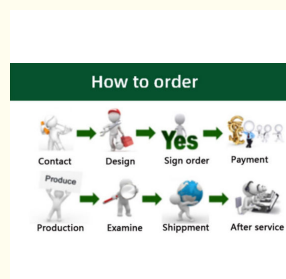 How to order
Yes
Contact Design Sign order Payment
Produce
Production Examine Shippment After service